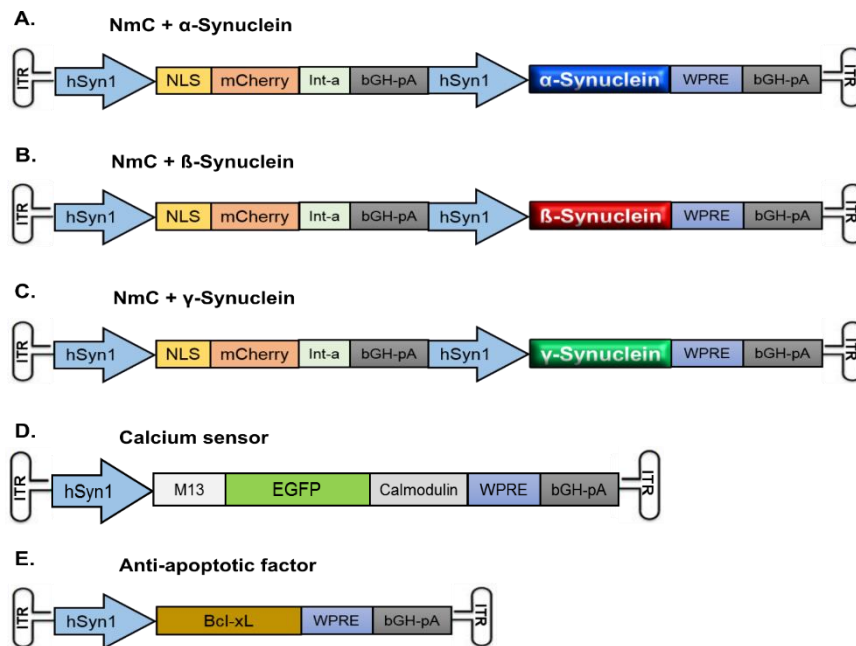 A.
NmC + α-Synuclein
ITR hSyn1 NLS mCherry Int-a bGH-pA hSyn1 α-Synuclein WPRE bGH-pA ITR
B.
NmC + ß-Synuclein
ITR hSyn1 NLS mCherry Int-a bGH-pA hSyn1 ß-Synuclein WPRE bGH-pA ITR
C.
NmC + γ-Synuclein
ITR hSyn1 NLS mCherry Int-a bGH-pA hSyn1 γ-Synuclein WPRE bGH-pA ITR
D.
Calcium sensor
ITR hSyn1 M13 EGFP Calmodulin WPRE bGH-pA ITR
E.
Anti-apoptotic factor
ITR hSyn1 Bcl-xL WPRE bGH-pA ITR